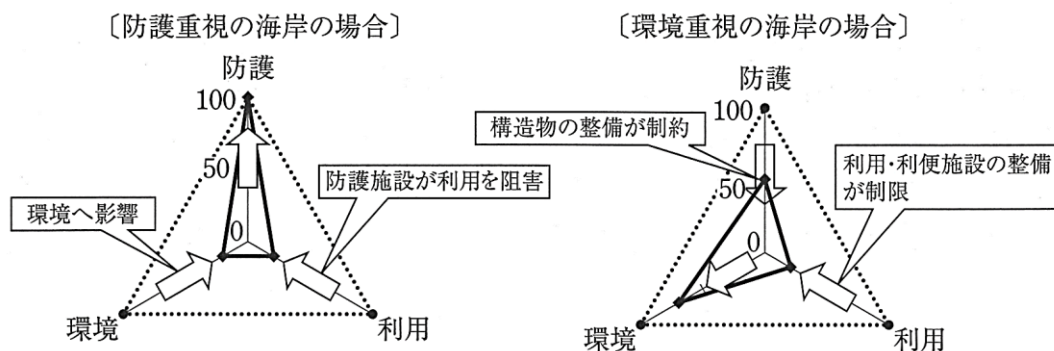 〔防護重視の海岸の場合〕
防護
100
50
0
環境へ影響
防護施設が利用を阻害
環境
利用
〔環境重視の海岸の場合〕
防護
100
構造物の整備が制約
50
利用・利便施設の整備
が制限
0
環境
利用